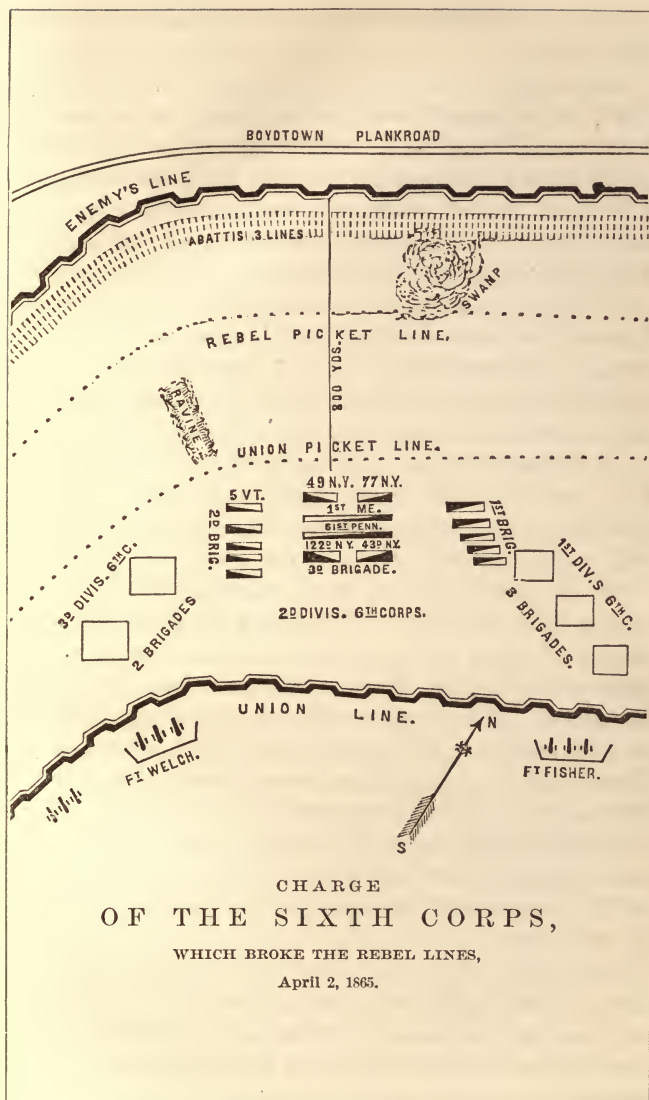 BOYDTOWN PLANKROAD
ENEMY'S LINE
ABATTIS 3 LINES
SWAMP
REBEL PICKET LINE.
800 YDS.
RAVINE
UNION PICKET LINE.
49 N.Y. 77 N.Y.
5 VT.
1ST ME.
61ST PENN.
122D N.Y. 43D N.Y.
3D BRIGADE.
2D BRIG.
1ST BRIG.
3D DIVIS. 6TH C.
2 BRIGADES
1ST DIV.S 6TH C.
3 BRIGADES.
2D DIVIS. 6TH CORPS.
UNION LINE.
N
FT WELCH.
FT FISHER.
S
CHARGE
OF THE SIXTH CORPS,
WHICH BROKE THE REBEL LINES,
April 2, 1865.